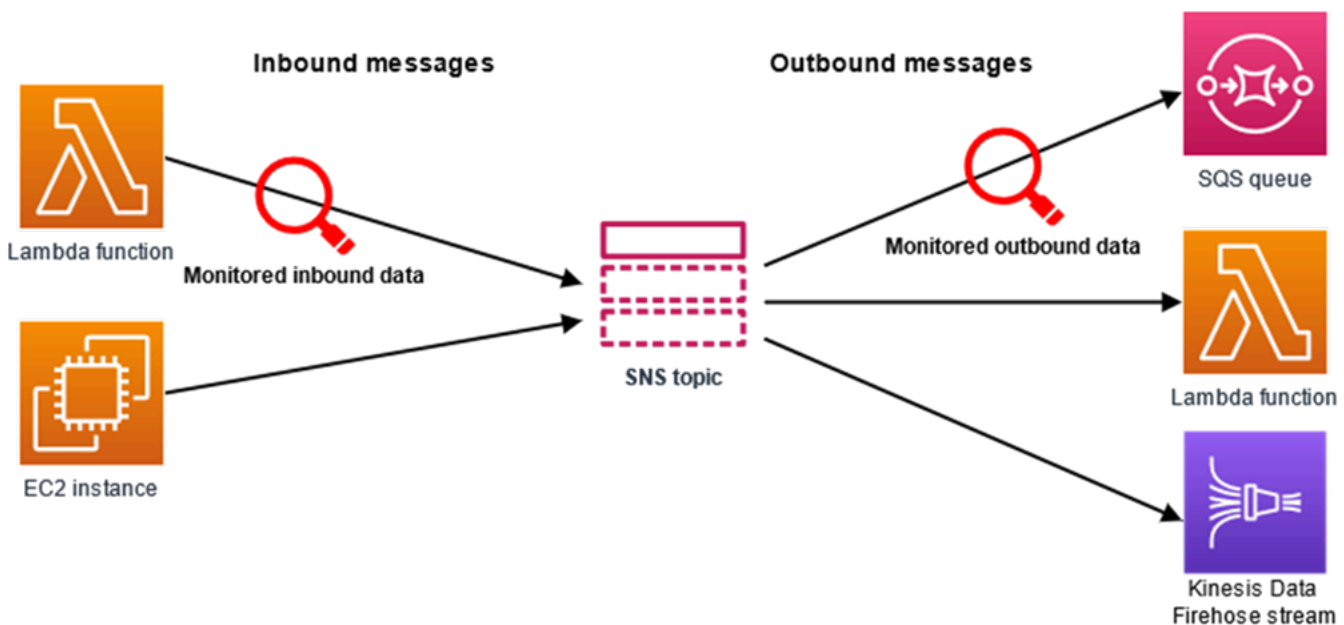 Inbound messages
Outbound messages
Lambda function
Monitored inbound data
EC2 instance
SNS topic
Monitored outbound data
SQS queue
Lambda function
Kinesis Data
Firehose stream